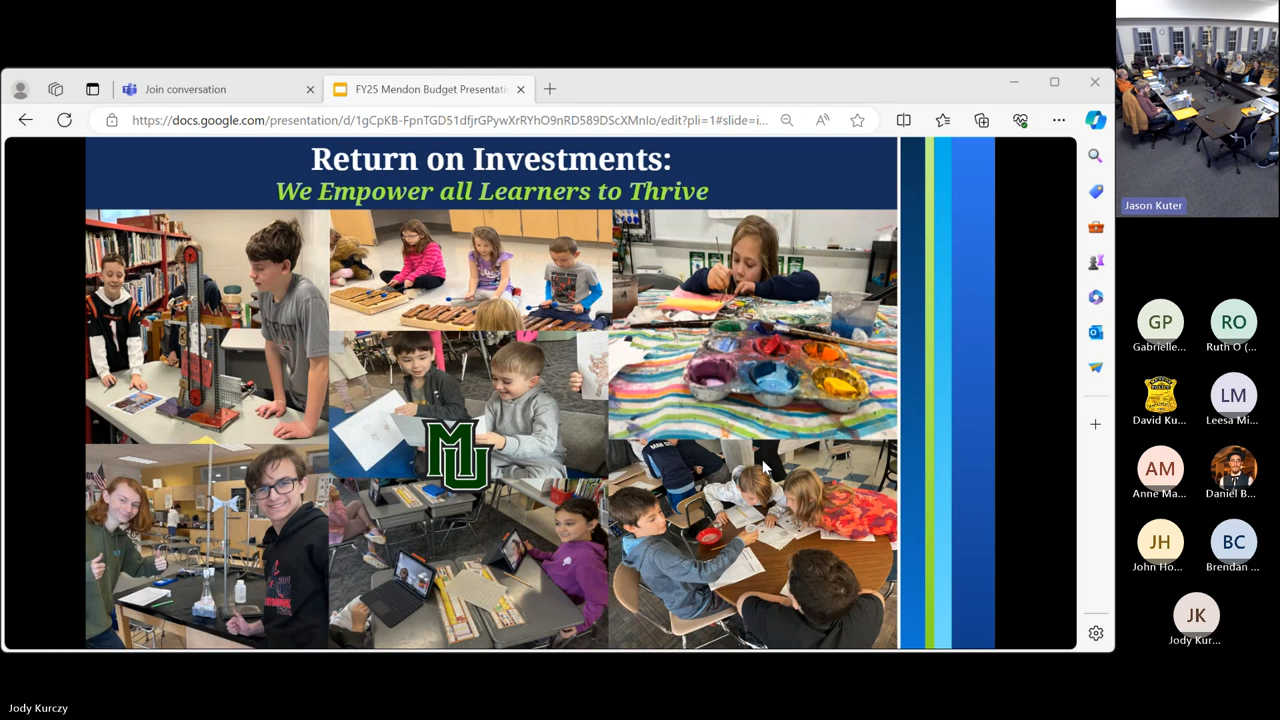 Join conversation
FY25 Mendon Budget Presentati
https://docs.google.com/presentation/d/1gCpKB-FpnTGD51dfjrGPywXrRYhO9nRD589DScXMnIo/edit?pli=1#slide=i...
Return on Investments:
We Empower all Learners to Thrive
MU
Jason Kuter
GP
Gabrielle...
RO
Ruth O (...
David Ku...
LM
Leesa Mi...
AM
Anne Ma...
Daniel B...
JH
John Ho...
BC
Brendan ...
JK
Jody Kur...
Jody Kurczy